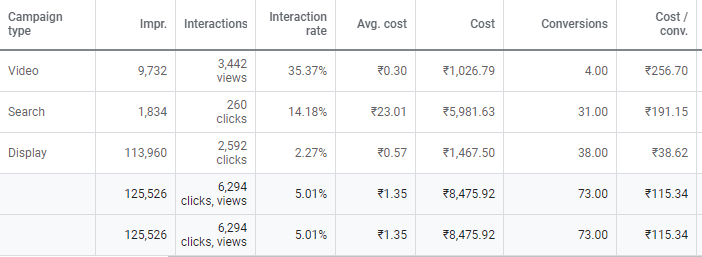 Campaign type Impr. Interactions Interaction rate Avg. cost Cost Conversions Cost / conv.
Video 9,732 3,442 views 35.37% ₹0.30 ₹1,026.79 4.00 ₹256.70
Search 1,834 260 clicks 14.18% ₹23.01 ₹5,981.63 31.00 ₹191.15
Display 113,960 2,592 clicks 2.27% ₹0.57 ₹1,467.50 38.00 ₹38.62
125,526 6,294 clicks, views 5.01% ₹1.35 ₹8,475.92 73.00 ₹115.34
125,526 6,294 clicks, views 5.01% ₹1.35 ₹8,475.92 73.00 ₹115.34